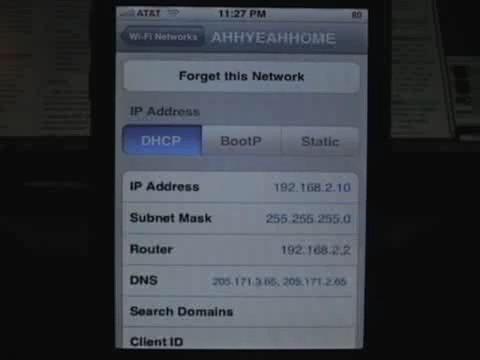 AT&T 11:27 PM 80
Wi-Fi Networks AHHYEAHHOME
Forget this Network
IP Address
DHCP BootP Static
IP Address 192.168.2.10
Subnet Mask 255.255.255.0
Router 192.168.2.2
DNS 205.171.3.65, 205.171.2.65
Search Domains
Client ID